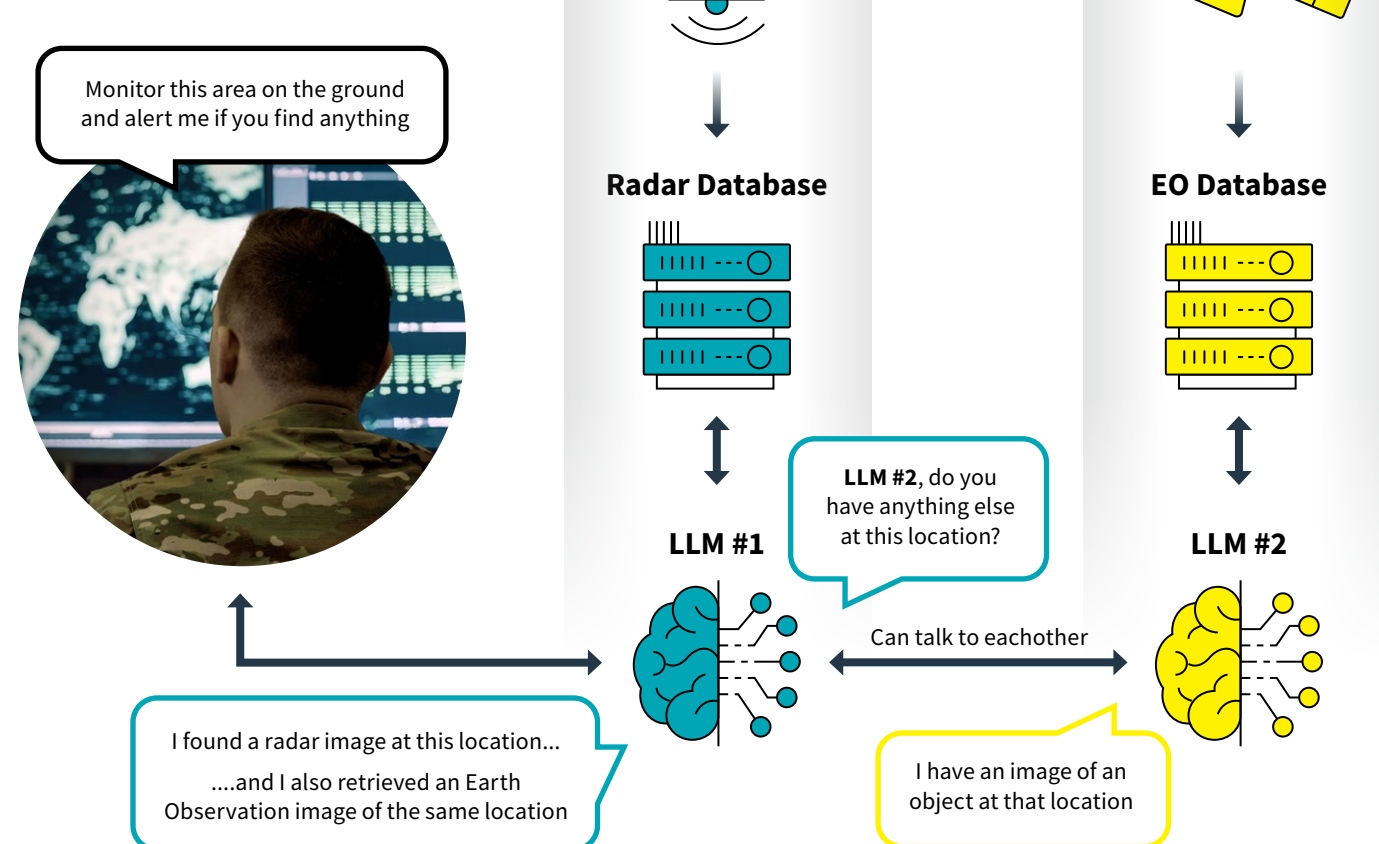 Monitor this area on the ground
and alert me if you find anything
Radar Database
EO Database
LLM #2, do you
have anything else
at this location?
LLM #1
LLM #2
Can talk to eachother
I found a radar image at this location...
....and I also retrieved an Earth
Observation image of the same location
I have an image of an
object at that location